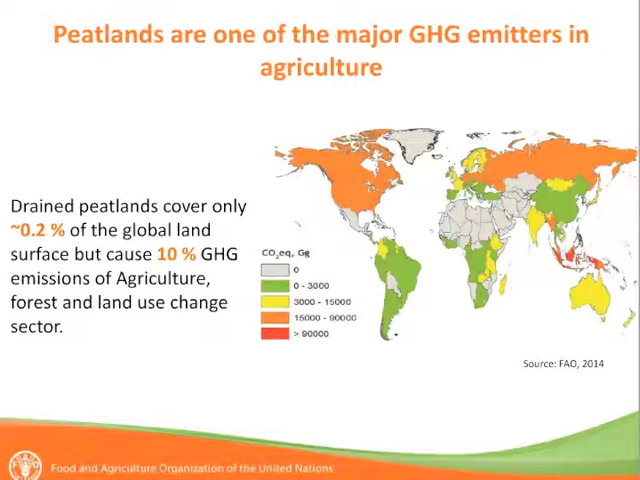 Peatlands are one of the major GHG emitters in
agriculture
Drained peatlands cover only
~0.2 % of the global land
surface but cause 10 % GHG
emissions of Agriculture,
forest and land use change
sector.
CO₂eq, Gg
0
0 - 3000
3000 - 15000
15000 - 90000
> 90000
Source: FAO, 2014
Food and Agriculture Organization of the United Nations